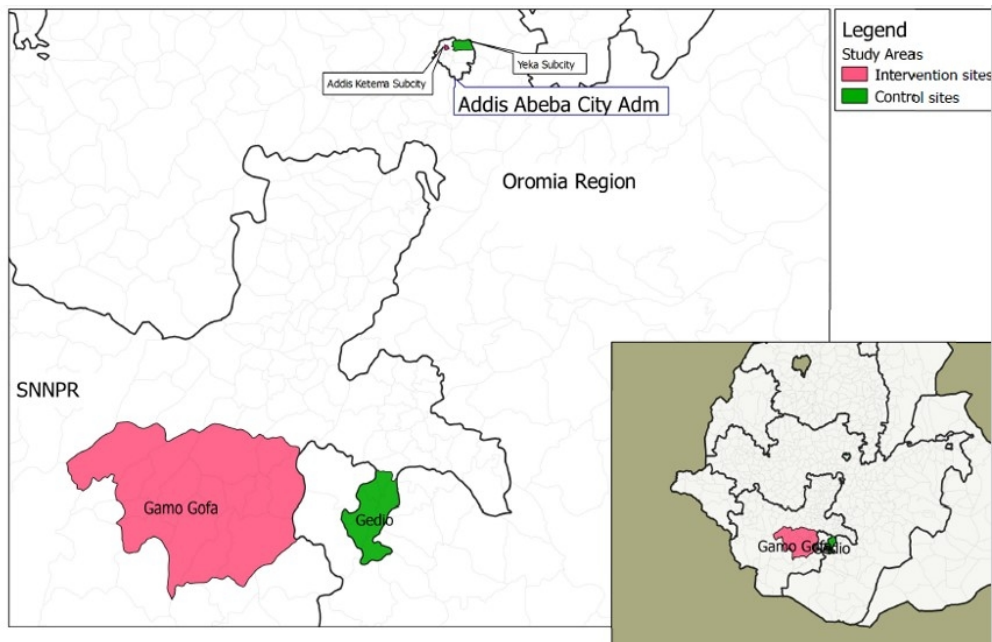 Legend
Study Areas
Intervention sites
Control sites
Yeka Subcity
Addis Ketema Subcity
Addis Abeba City Adm
Oromia Region
SNNPR
Gamo Gofa
Gedio
Gamo Gofa
Gedio